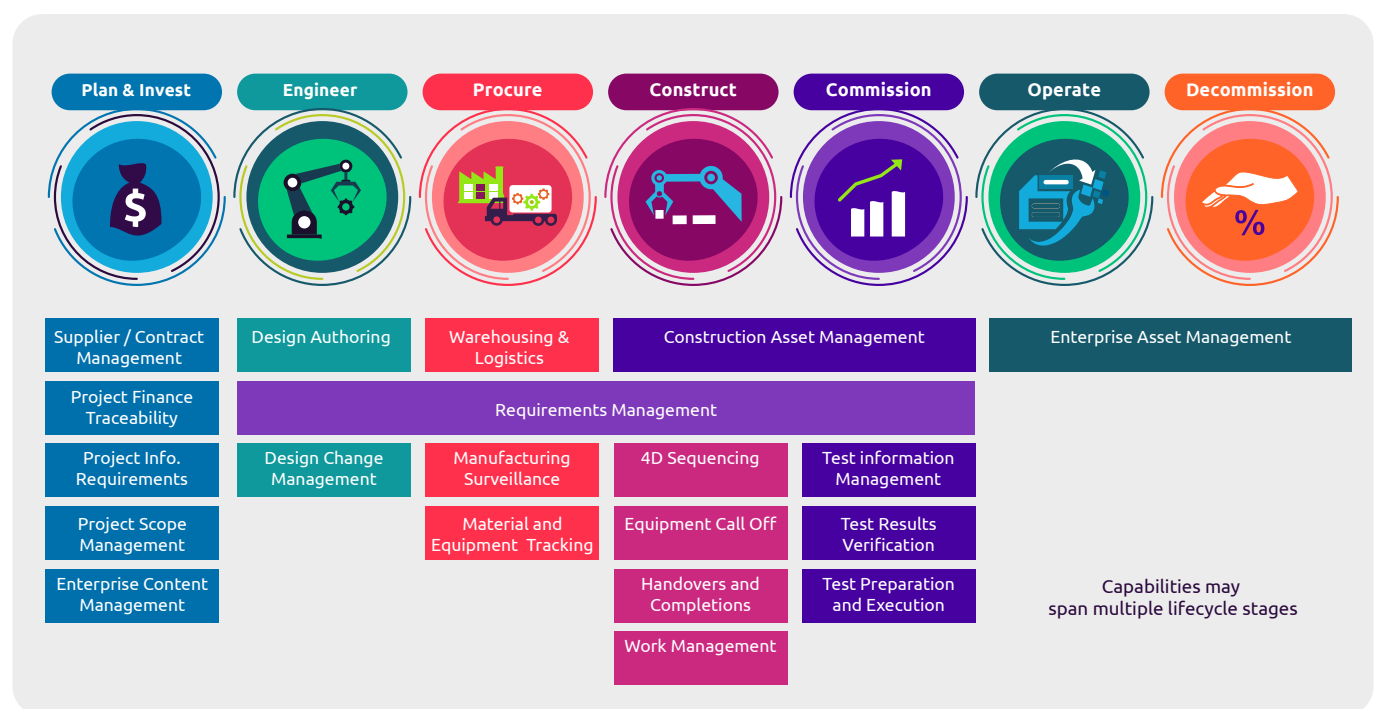 Plan & Invest
Engineer
Procure
Construct
Commission
Operate
Decommission
$
%
Supplier / Contract
Management
Design Authoring
Warehousing &
Logistics
Construction Asset Management
Enterprise Asset Management
Project Finance
Traceability
Requirements Management
Project Info.
Requirements
Design Change
Management
Manufacturing
Surveillance
4D Sequencing
Test information
Management
Project Scope
Management
Material and
Equipment  Tracking
Equipment Call Off
Test Results
Verification
Enterprise Content
Management
Handovers and
Completions
Test Preparation
and Execution
Capabilities may
span multiple lifecycle stages
Work Management